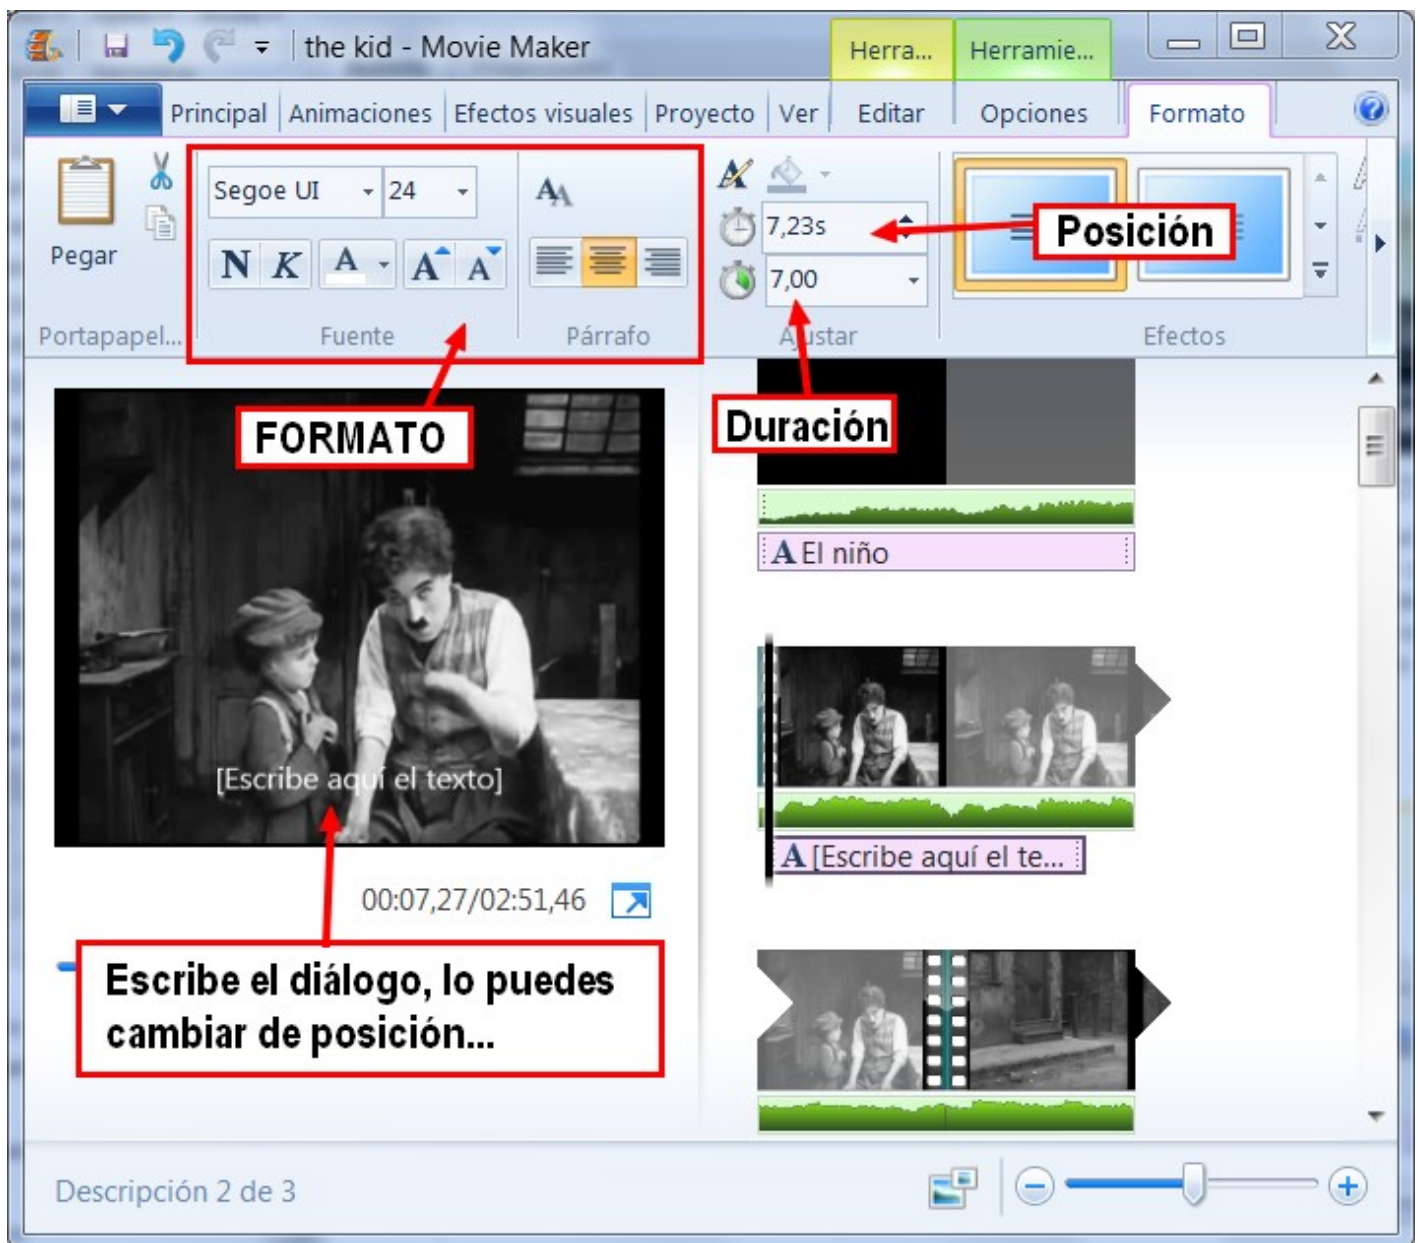 the kid - Movie Maker
Herra...
Herramie...
Principal
Animaciones
Efectos visuales
Proyecto
Ver
Editar
Opciones
Formato
Pegar
Portapapel...
Segoe UI
24
N K A A A
Fuente
AA
Párrafo
7,23s
7,00
Ajustar
Posición
Efectos
FORMATO
Duración
[Escribe aquí el texto]
00:07,27/02:51,46
Escribe el diálogo, lo puedes
cambiar de posición...
A El niño
A [Escribe aquí el te...
Descripción 2 de 3